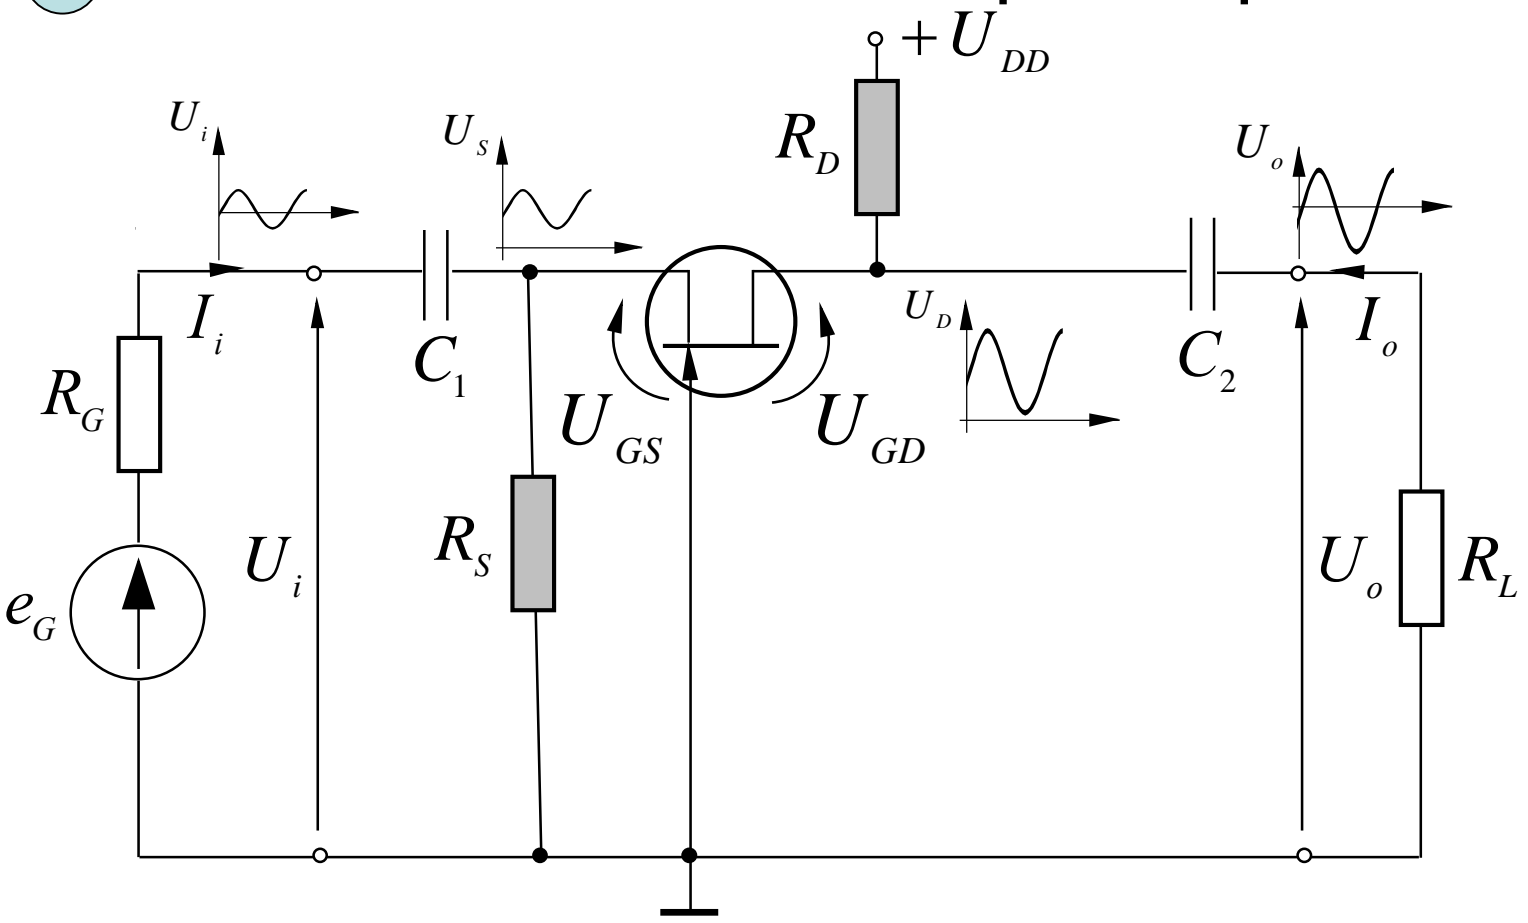 +U_DD
U_i
U_S
R_D
U_o
I_i
C_1
U_D
C_2
I_o
R_G
U_GS
U_GD
R_S
U_i
U_o
R_L
e_G